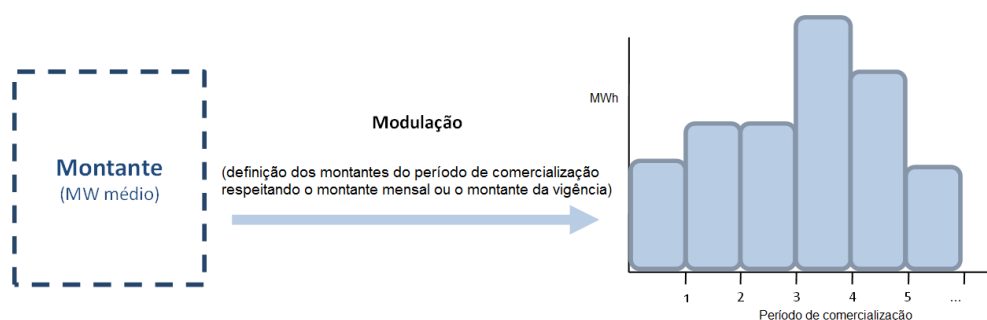 Montante
(MW médio)
Modulação
(definição dos montantes do período de comercialização
respeitando o montante mensal ou o montante da vigência)
MWh
1 2 3 4 5 ...
Período de comercialização